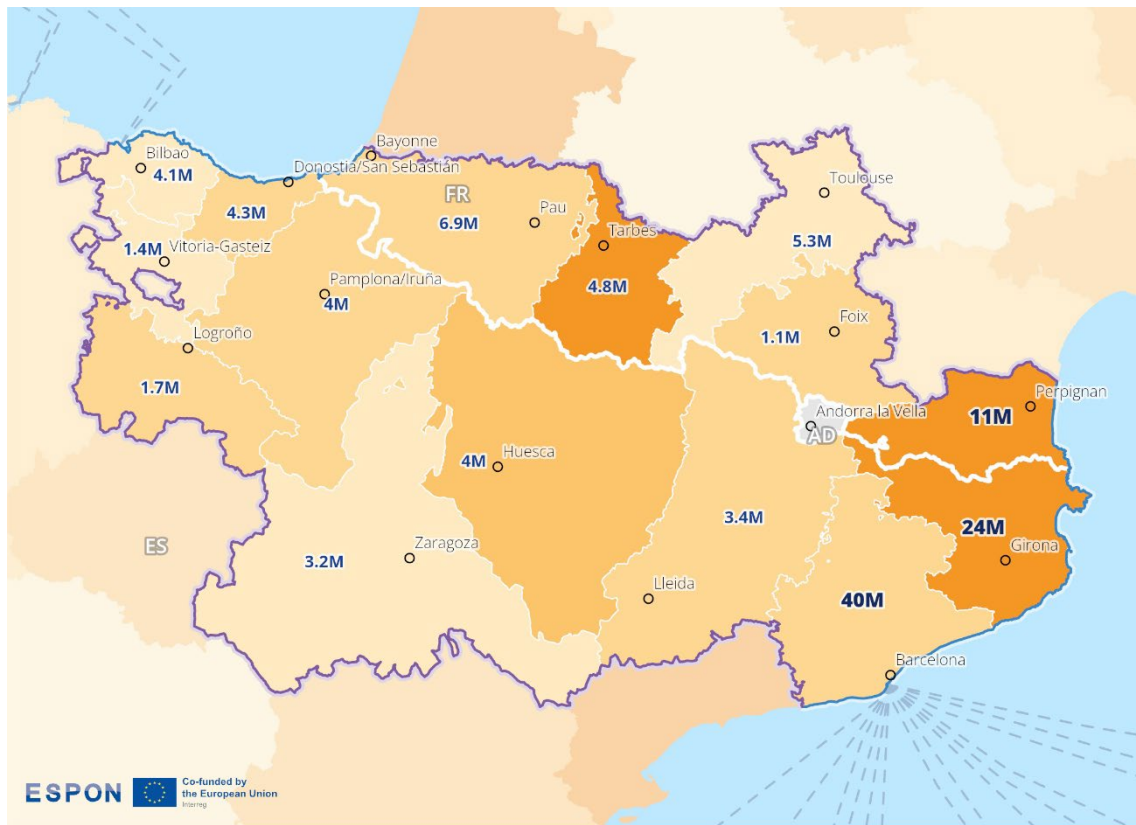 Bayonne
Bilbao
4.1M
Donostia/San Sebastián
Toulouse
FR
4.3M
6.9M
Pau
Tarbes
5.3M
1.4M
Vitoria-Gasteiz
Pamplona/Iruña
4M
4.8M
Logroño
1.1M
Foix
1.7M
Andorra la Vella
AD
11M
Perpignan
4M
Huesca
3.4M
24M
Girona
ES
3.2M
Zaragoza
Lleida
40M
Barcelona
ESPON
Co-funded by
the European Union
Interreg